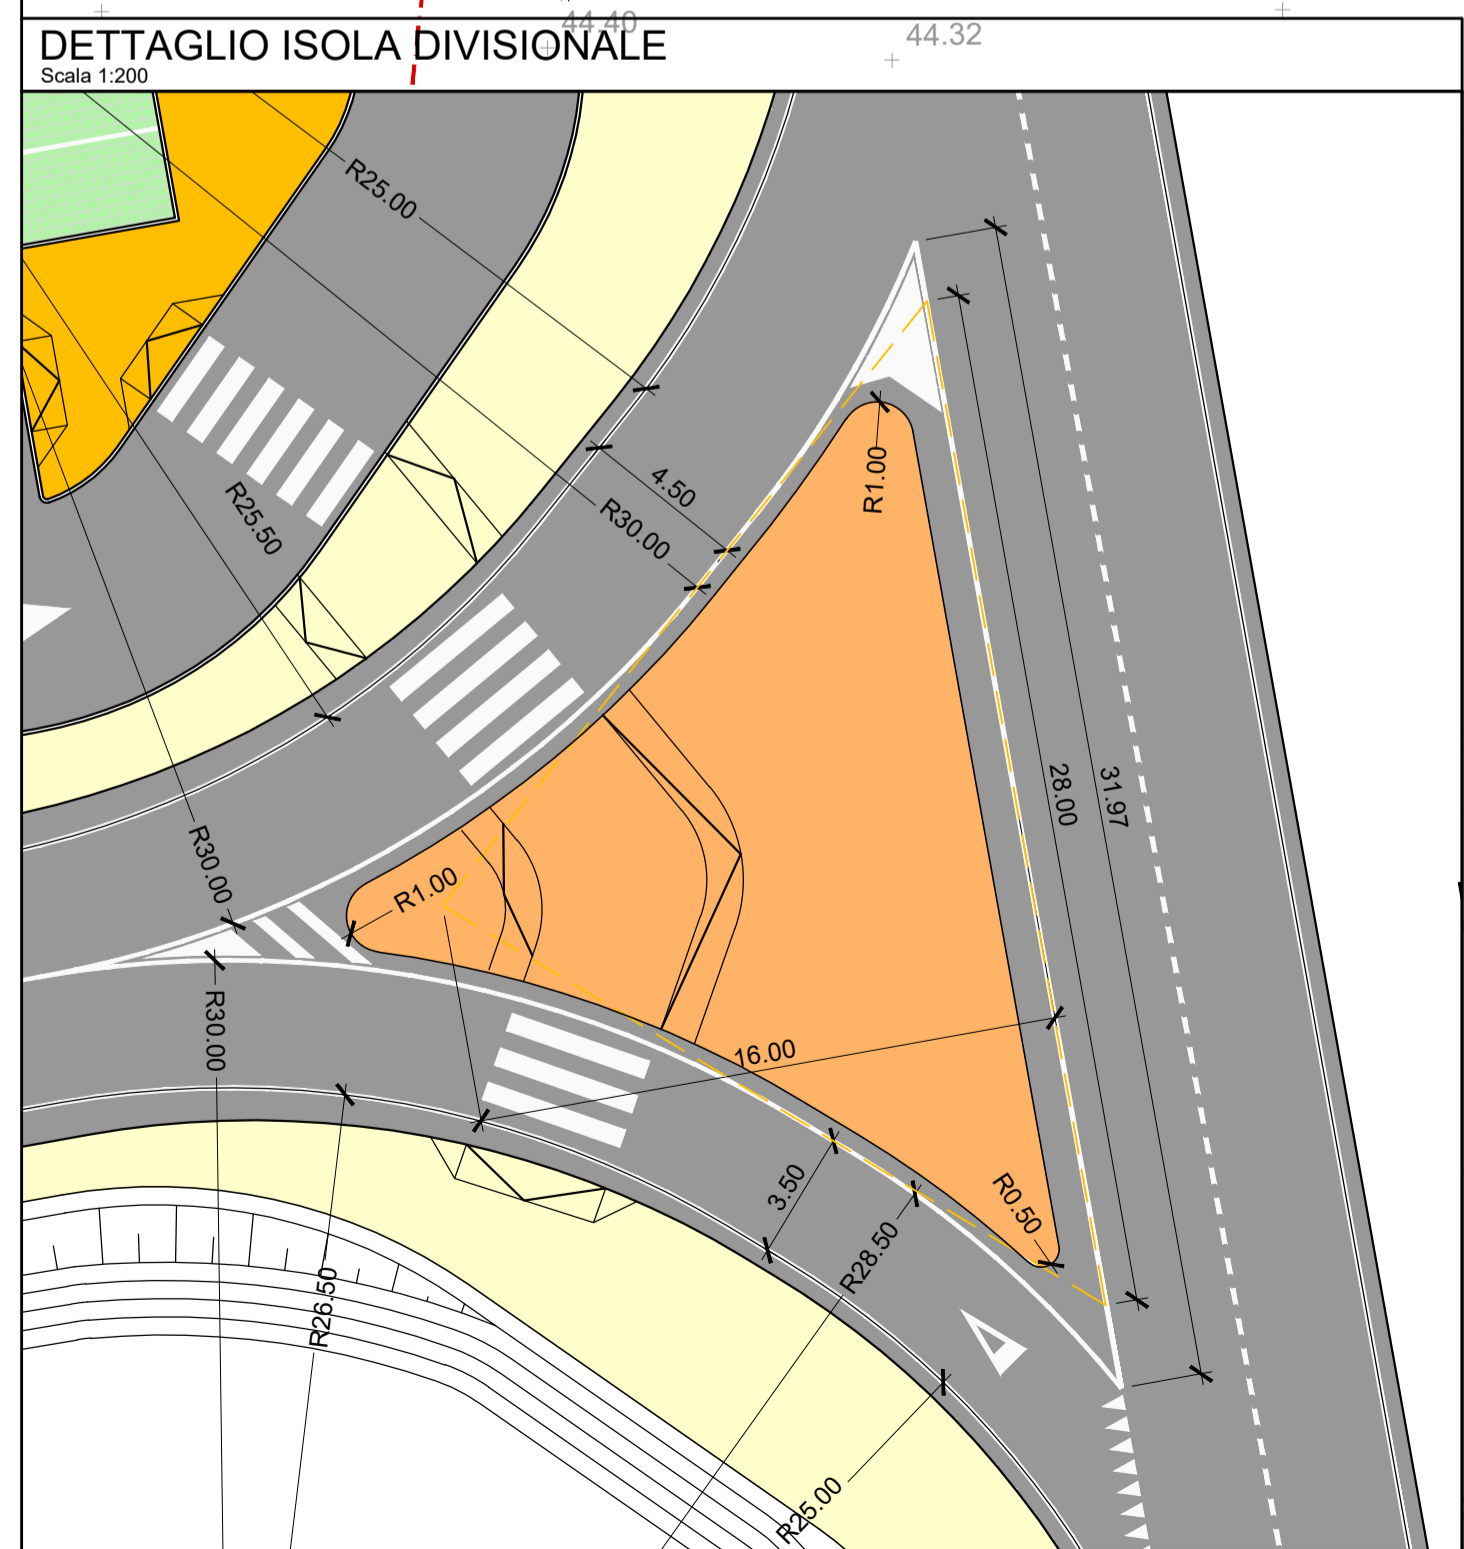 44.40
44.32
DETTAGLIO ISOLA DIVISIONALE
Scala 1:200
R25.00
R1.00
4.50
R30.00
R25.50
28.00
31.97
R30.00
R1.00
R30.00
16.00
3.50
R0.50
R28.50
R26.50
R25.00